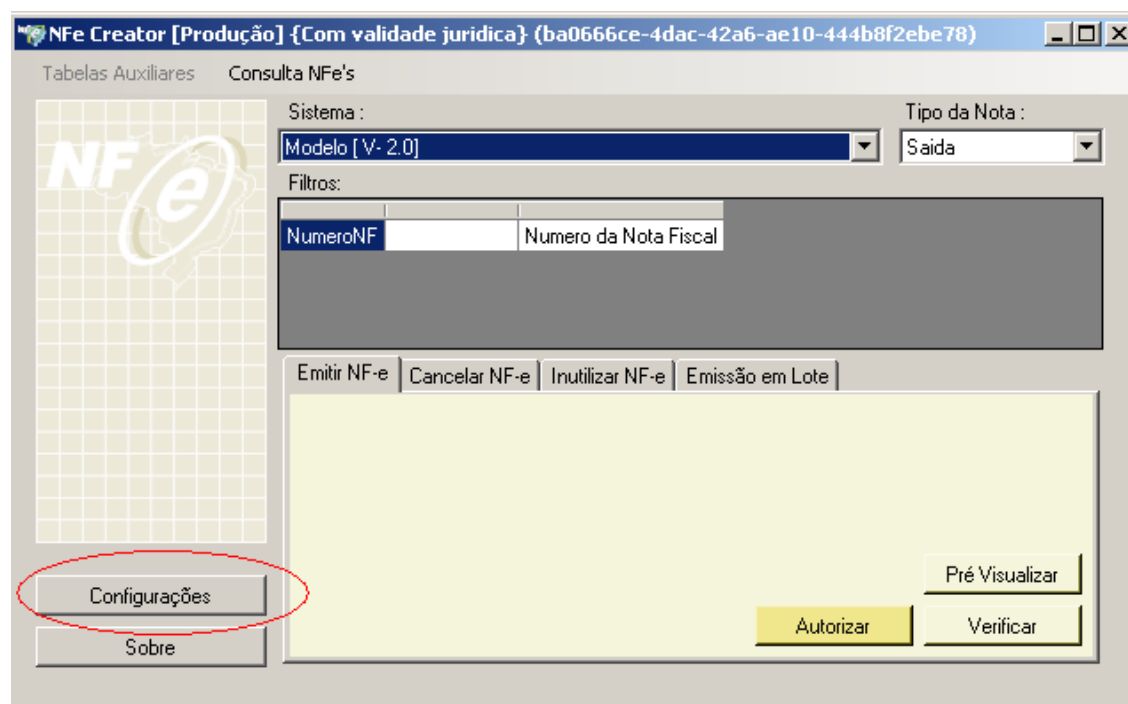 NFe Creator [Produção] {Com validade juridica} (ba0666ce-4dac-42a6-ae10-444b8f2ebe78)
Tabelas Auxiliares Consulta NFe's
Sistema : Tipo da Nota :
Modelo [ V- 2.0] Saida
Filtros:
NumeroNF Numero da Nota Fiscal
NFe
Emitir NF-e Cancelar NF-e Inutilizar NF-e Emissão em Lote
Pré Visualizar
Configurações
Autorizar Verificar
Sobre